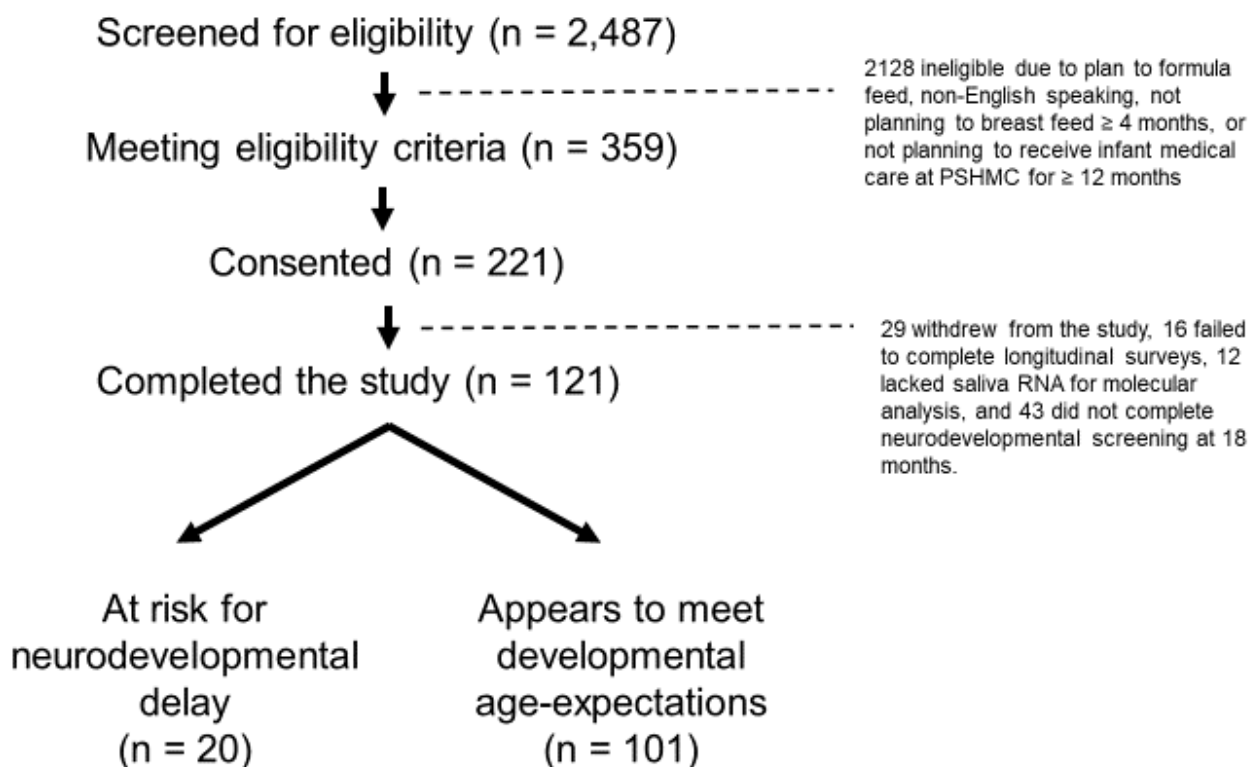 Screened for eligibility (n = 2,487)
2128 ineligible due to plan to formula
feed, non-English speaking, not
planning to breast feed ≥ 4 months, or
not planning to receive infant medical
care at PSHMC for ≥ 12 months
Meeting eligibility criteria (n = 359)
Consented (n = 221)
29 withdrew from the study, 16 failed
to complete longitudinal surveys, 12
lacked saliva RNA for molecular
analysis, and 43 did not complete
neurodevelopmental screening at 18
months.
Completed the study (n = 121)
At risk for
neurodevelopmental
delay
(n = 20)
Appears to meet
developmental
age-expectations
(n = 101)